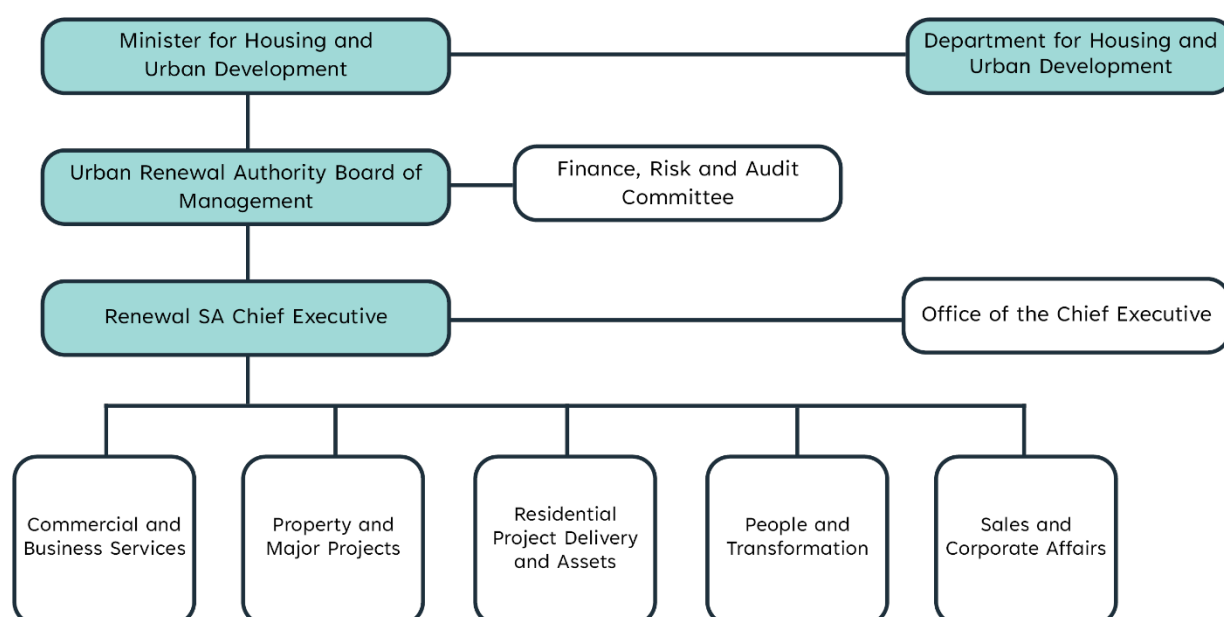 Minister for Housing and
Urban Development
Department for Housing and
Urban Development
Urban Renewal Authority Board of
Management
Finance, Risk and Audit
Committee
Renewal SA Chief Executive
Office of the Chief Executive
Commercial and
Business Services
Property and
Major Projects
Residential
Project Delivery
and Assets
People and
Transformation
Sales and
Corporate Affairs